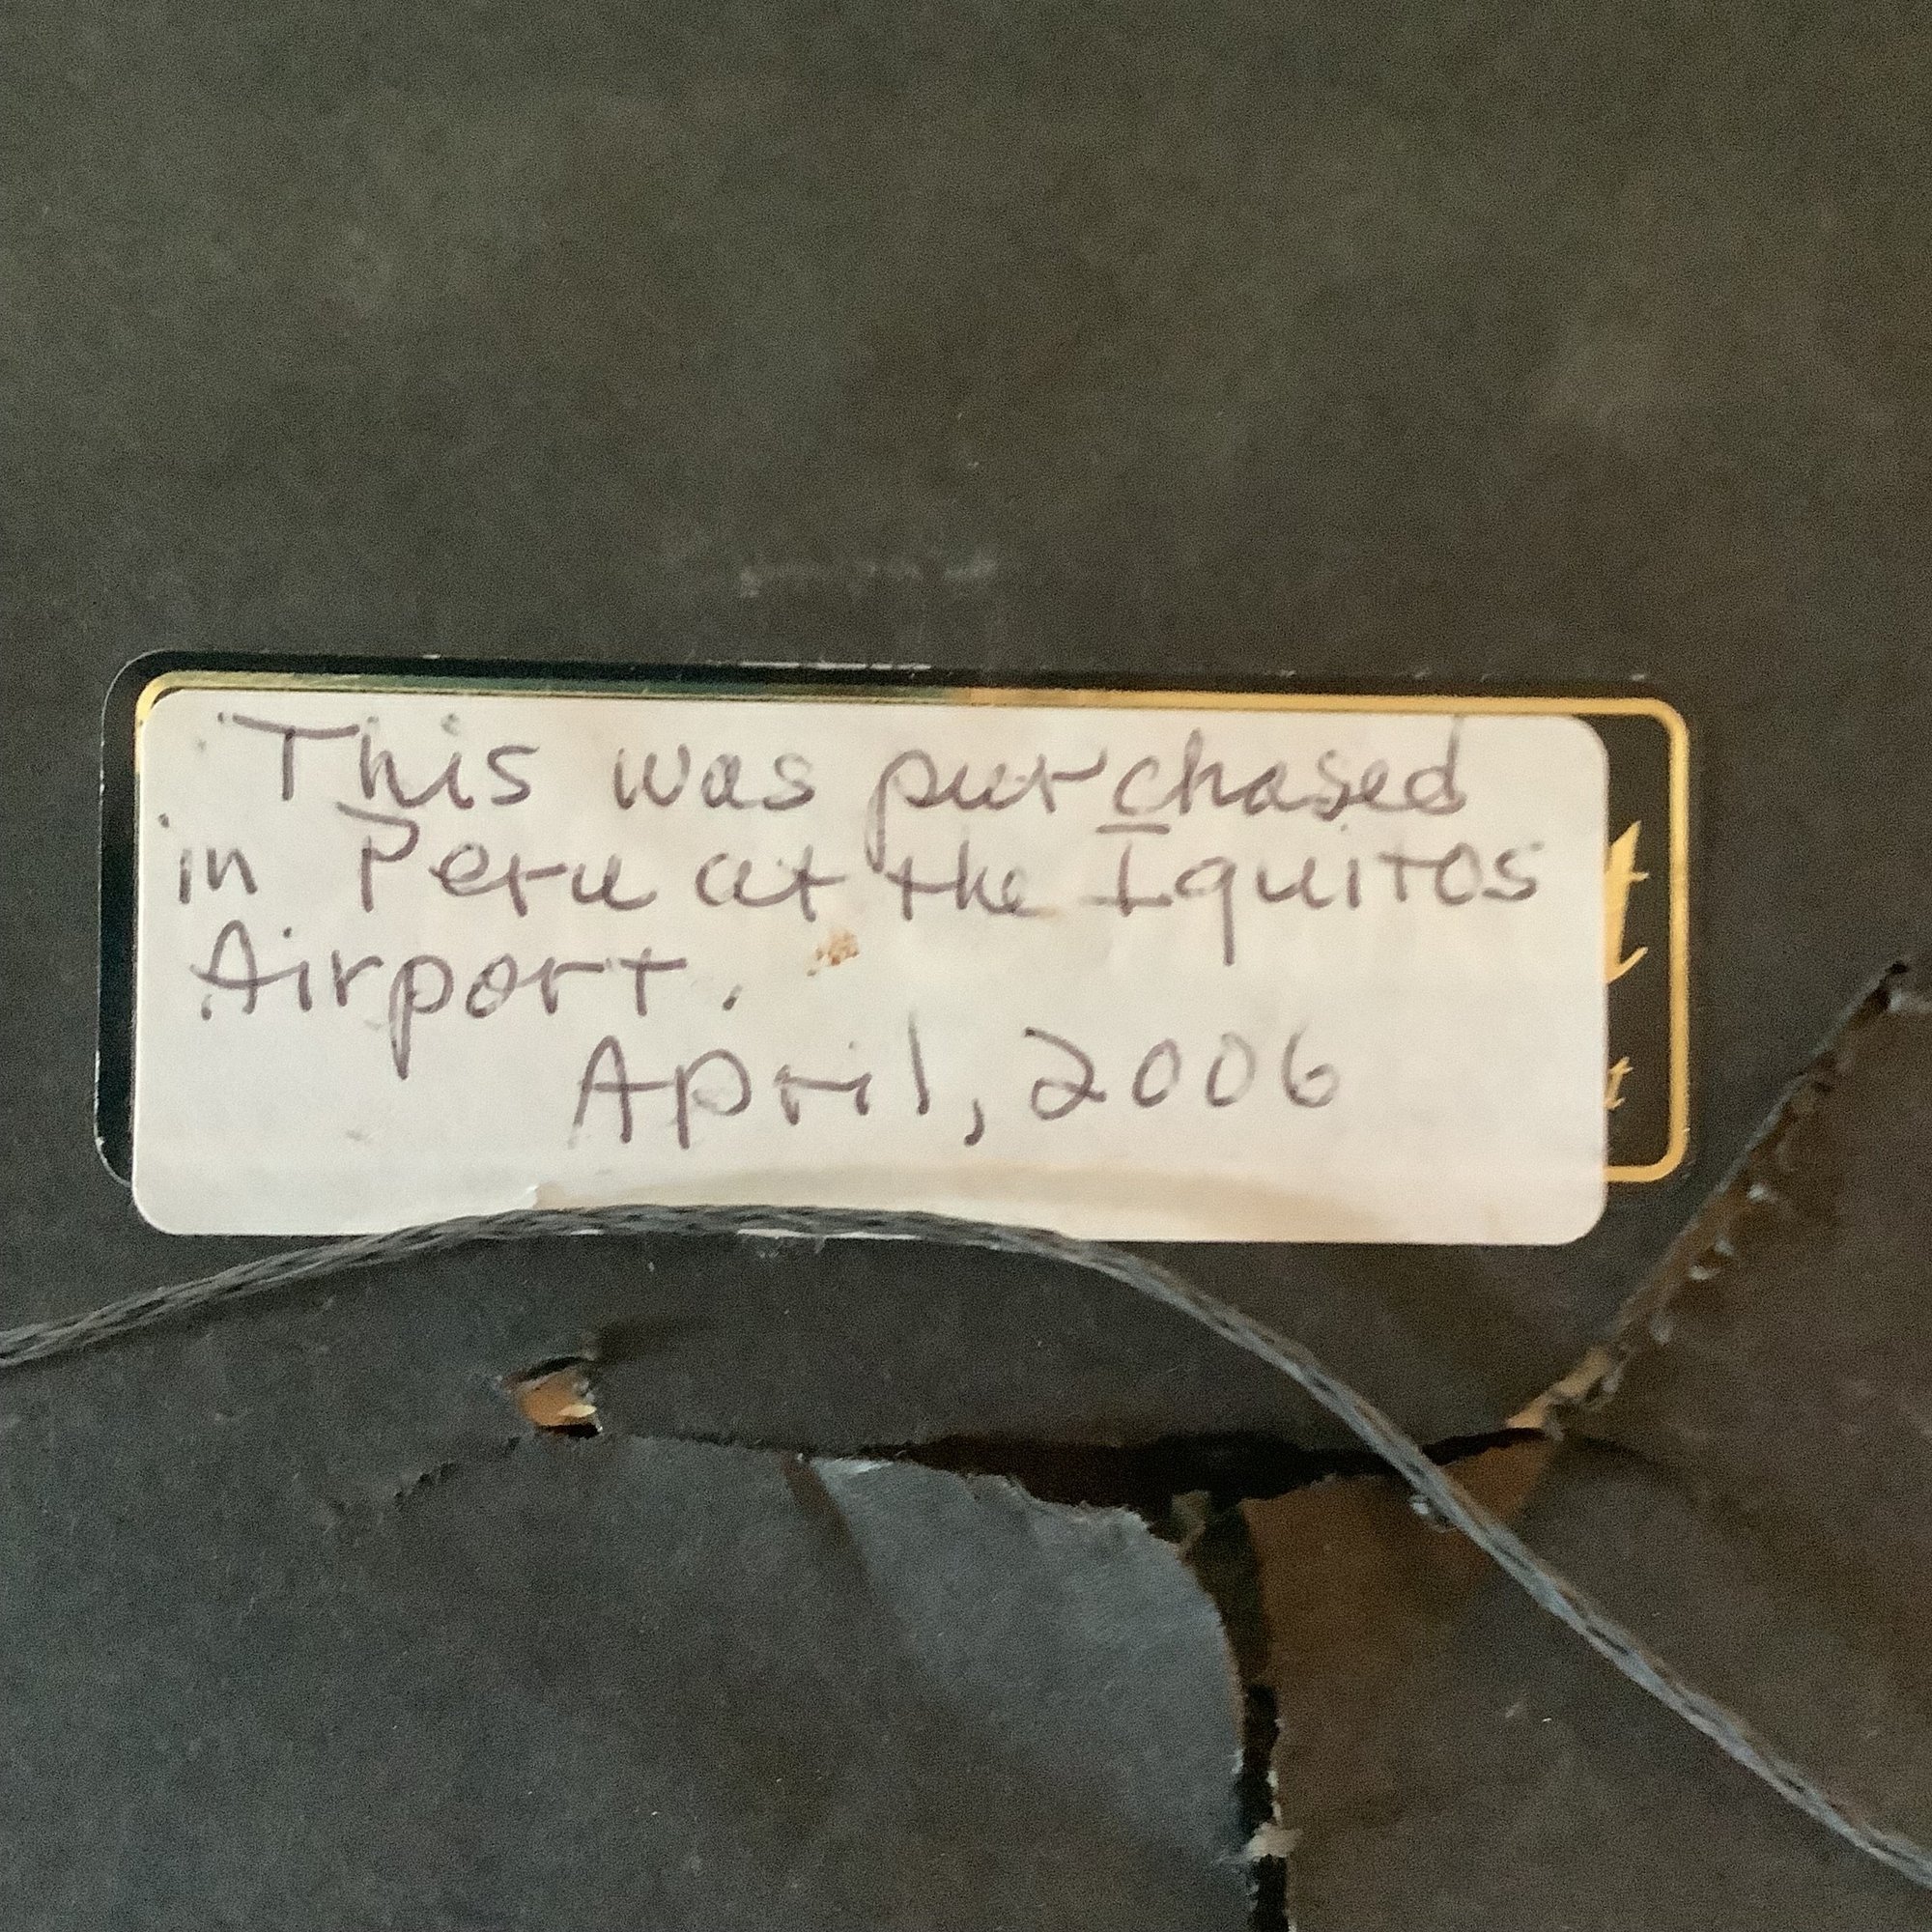 This was purchased
in Peru at the Iquitos
Airport.
April, 2006